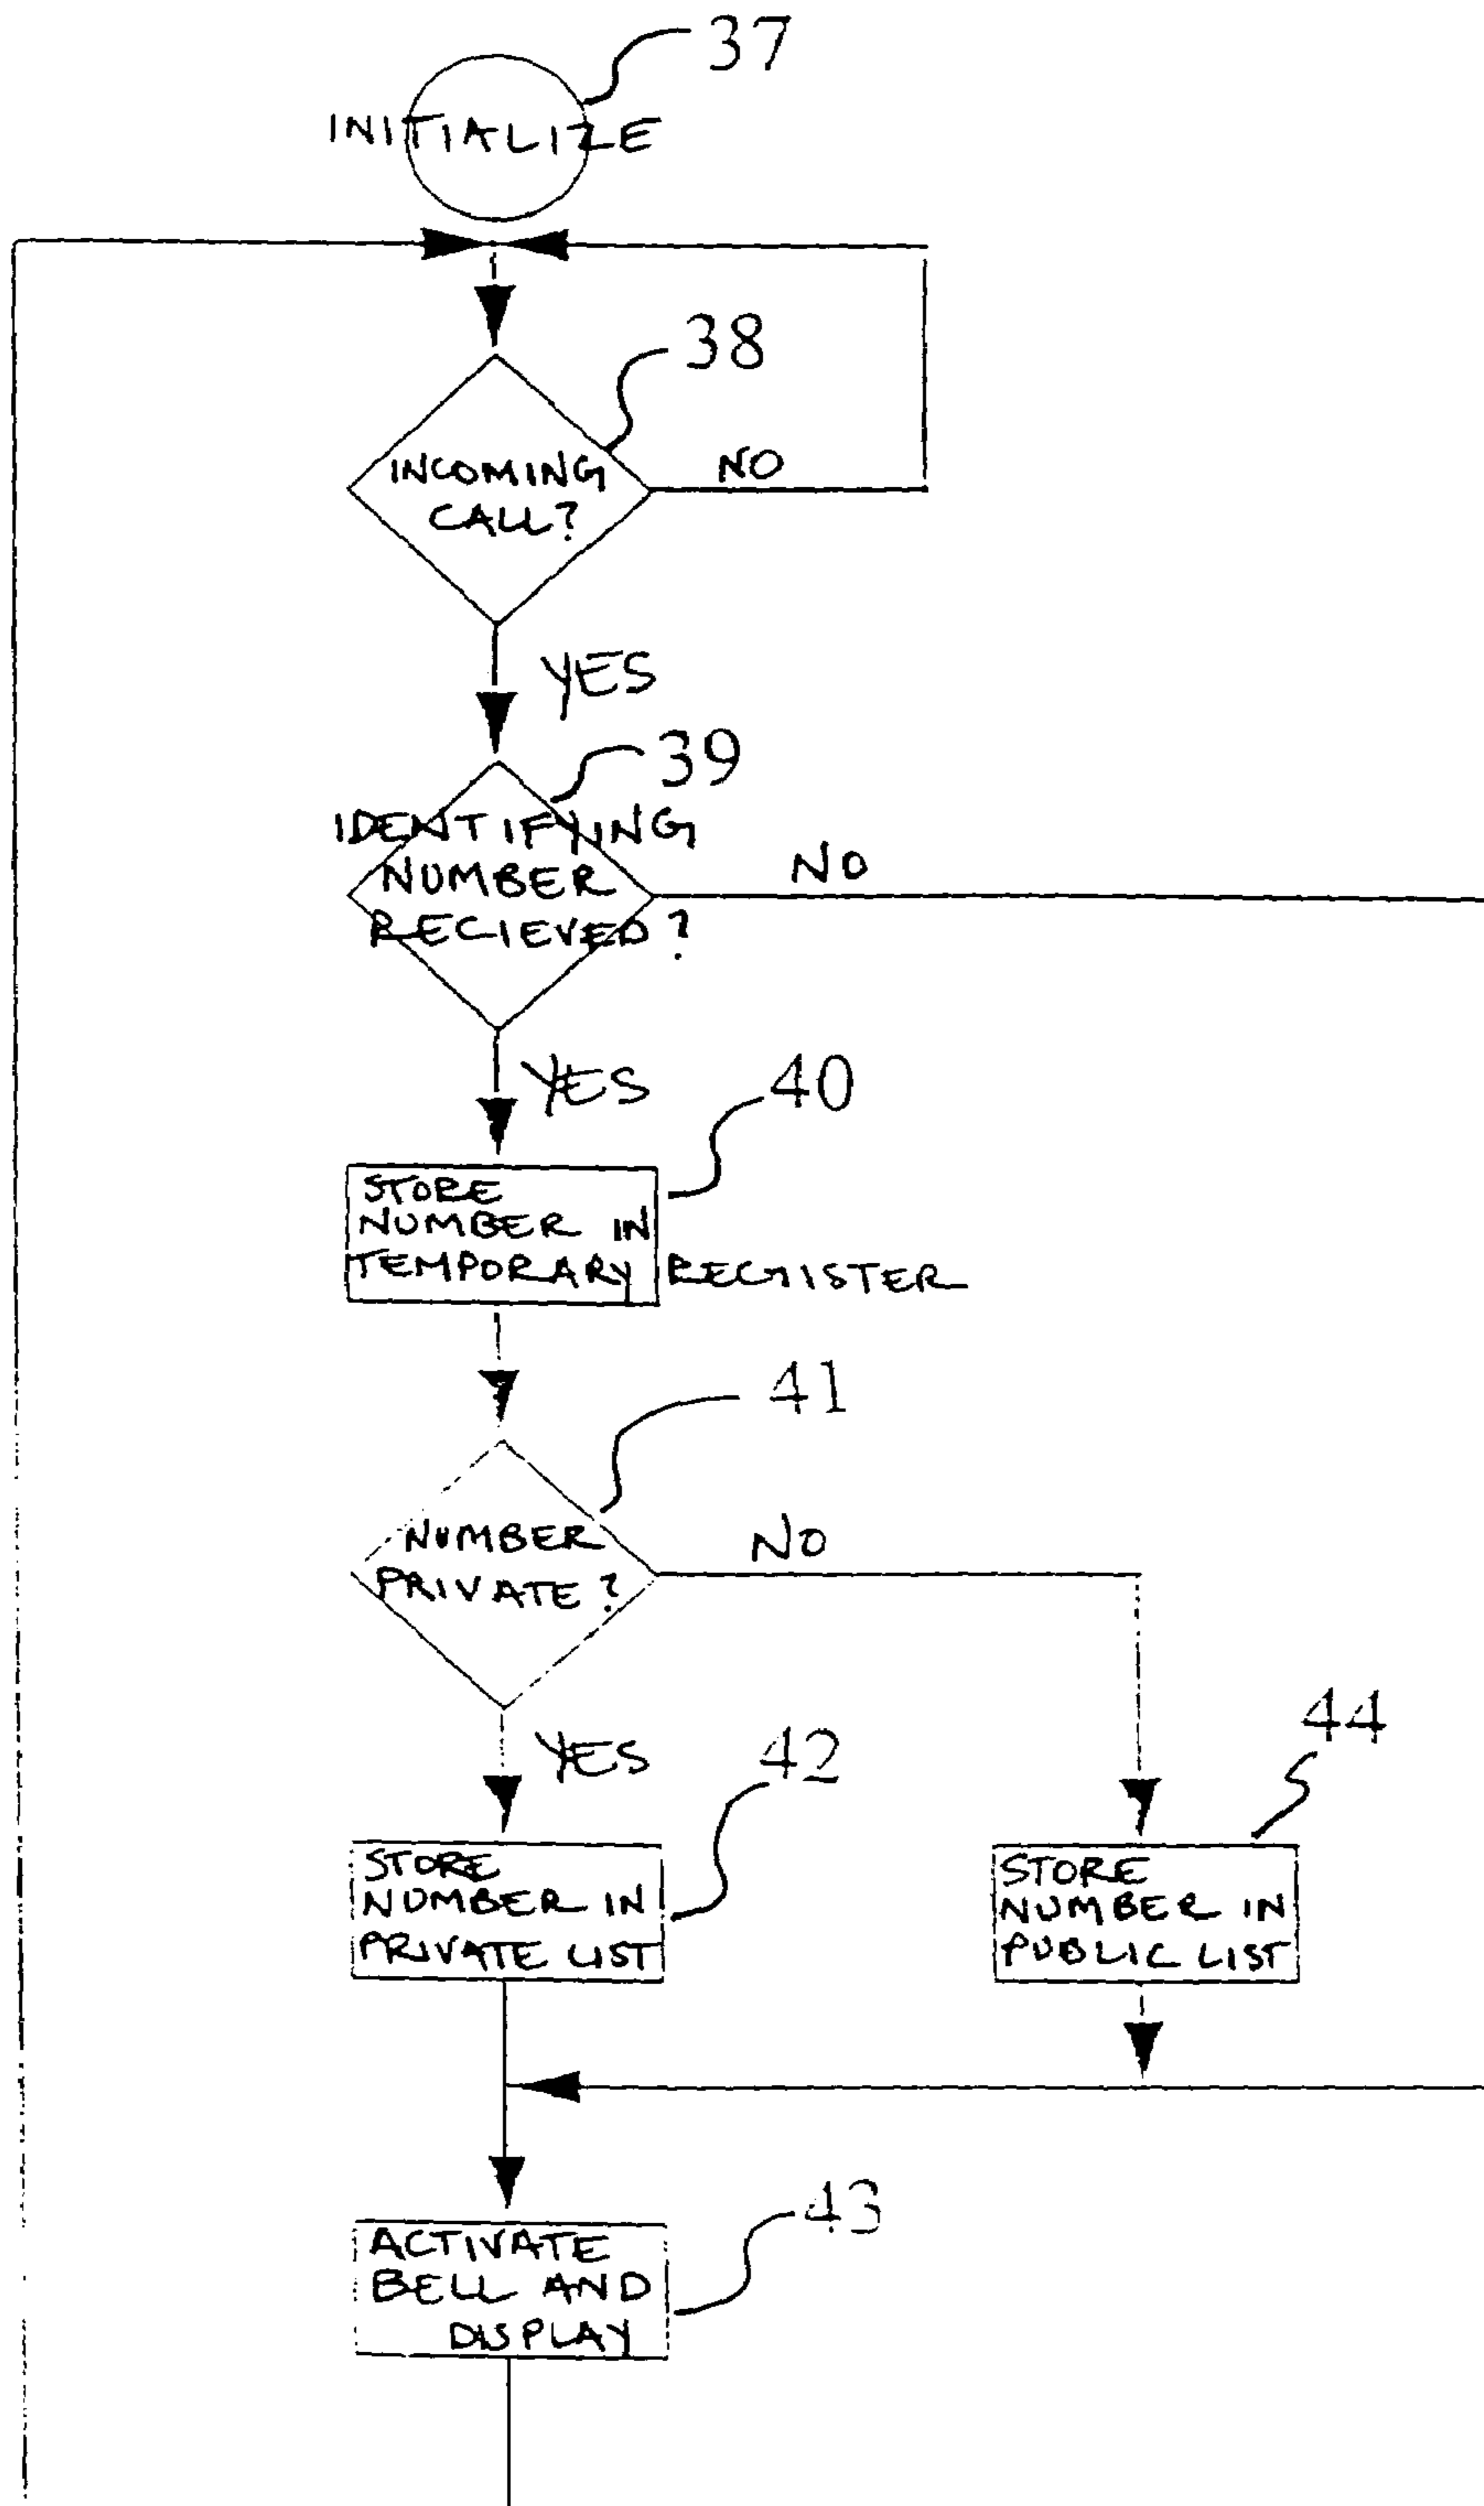 37
INITIALIZE
38
INCOMING
CALL?
NO
YES
39
IDENTIFYING
NUMBER
RECIEVED?
NO
YES
40
STORE
NUMBER IN
TEMPORARY REGISTER
41
NUMBER
PRIVATE?
NO
YES
42
44
STORE
NUMBER IN
PRIVATE LIST
STORE
NUMBER IN
PUBLIC LIST
43
ACTIVATE
BELL AND
DISPLAY